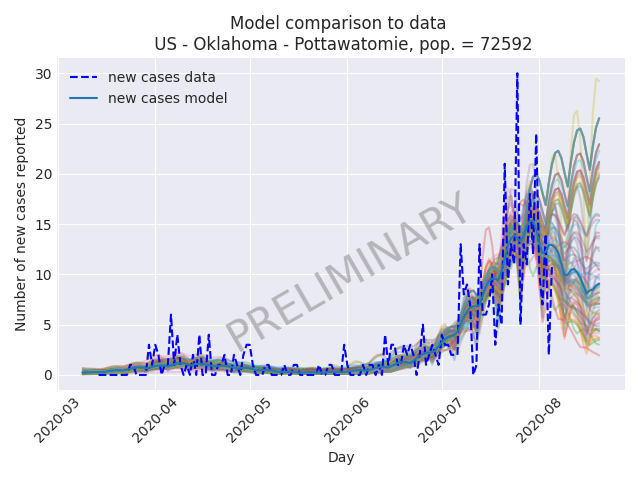 Model comparison to data
US - Oklahoma - Pottawatomie, pop. = 72592
new cases data
new cases model
Number of new cases reported
30
25
20
15
10
5
0
PRELIMINARY
2020-03
2020-04
2020-05
2020-06
2020-07
2020-08
Day